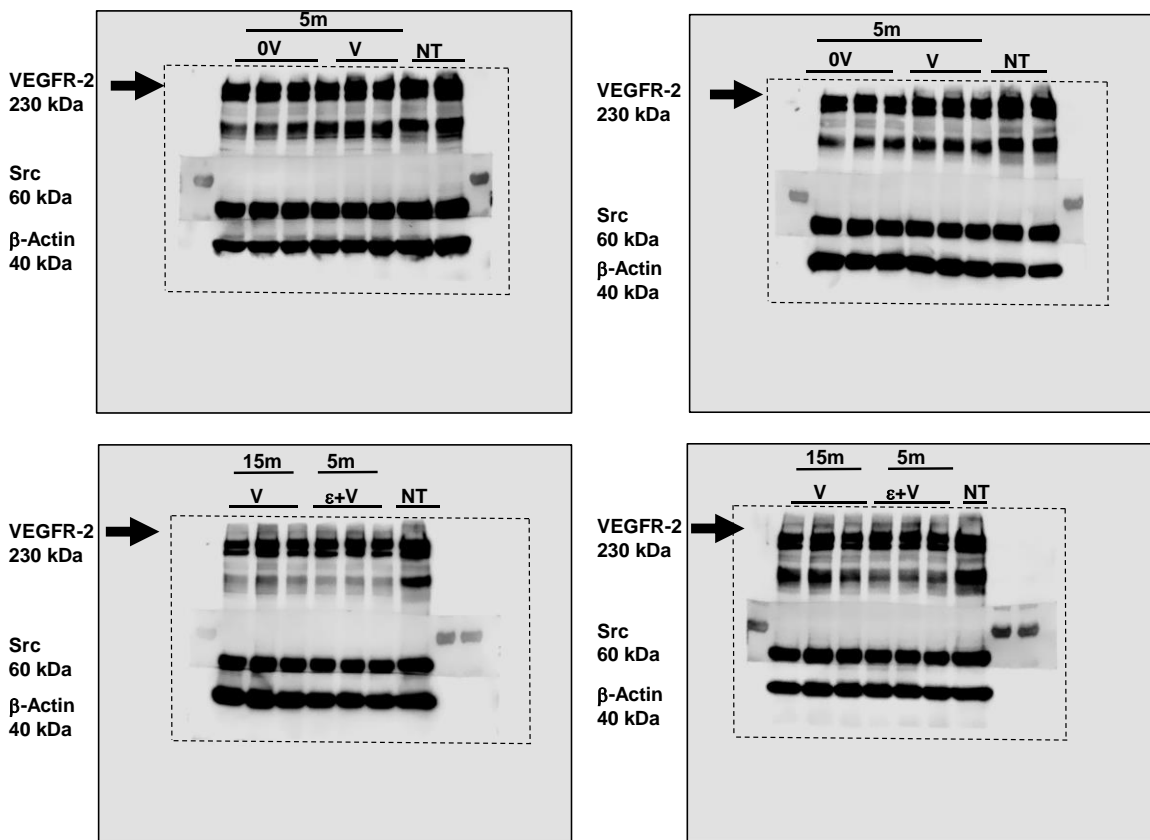 5m
0V V NT
VEGFR-2
230 kDa
Src
60 kDa
β-Actin
40 kDa
5m
0V V NT
VEGFR-2
230 kDa
Src
60 kDa
β-Actin
40 kDa
15m 5m
V ε+V NT
VEGFR-2
230 kDa
Src
60 kDa
β-Actin
40 kDa
15m 5m
V ε+V NT
VEGFR-2
230 kDa
Src
60 kDa
β-Actin
40 kDa